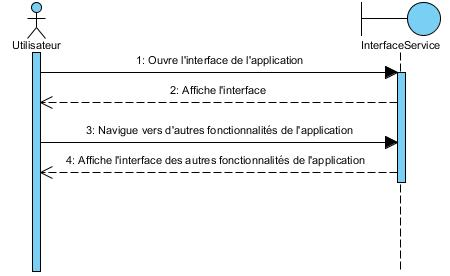 Utilisateur
InterfaceService
1: Ouvre l'interface de l'application
2: Affiche l'interface
3: Navigue vers d'autres fonctionnalités de l'application
4: Affiche l'interface des autres fonctionnalités de l'application